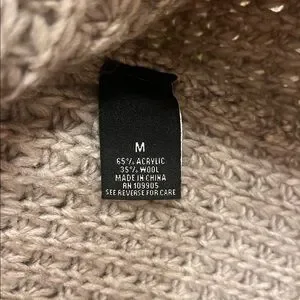 M
65% ACRYLIC
35% WOOL
MADE IN CHINA
RN 109905
SEE REVERSE FOR CARE